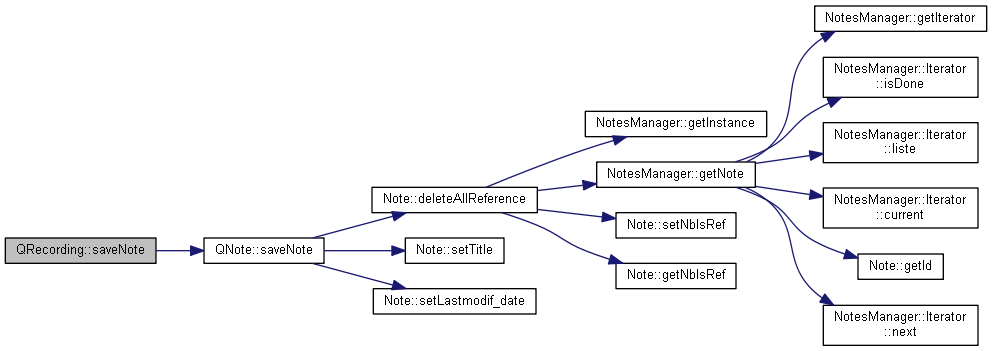 QRecording::saveNote
QNote::saveNote
Note::deleteAllReference
Note::setTitle
Note::setLastmodif_date
NotesManager::getInstance
NotesManager::getNote
Note::setNbIsRef
Note::getNbIsRef
NotesManager::getIterator
NotesManager::Iterator
::isDone
NotesManager::Iterator
::liste
NotesManager::Iterator
::current
Note::getId
NotesManager::Iterator
::next